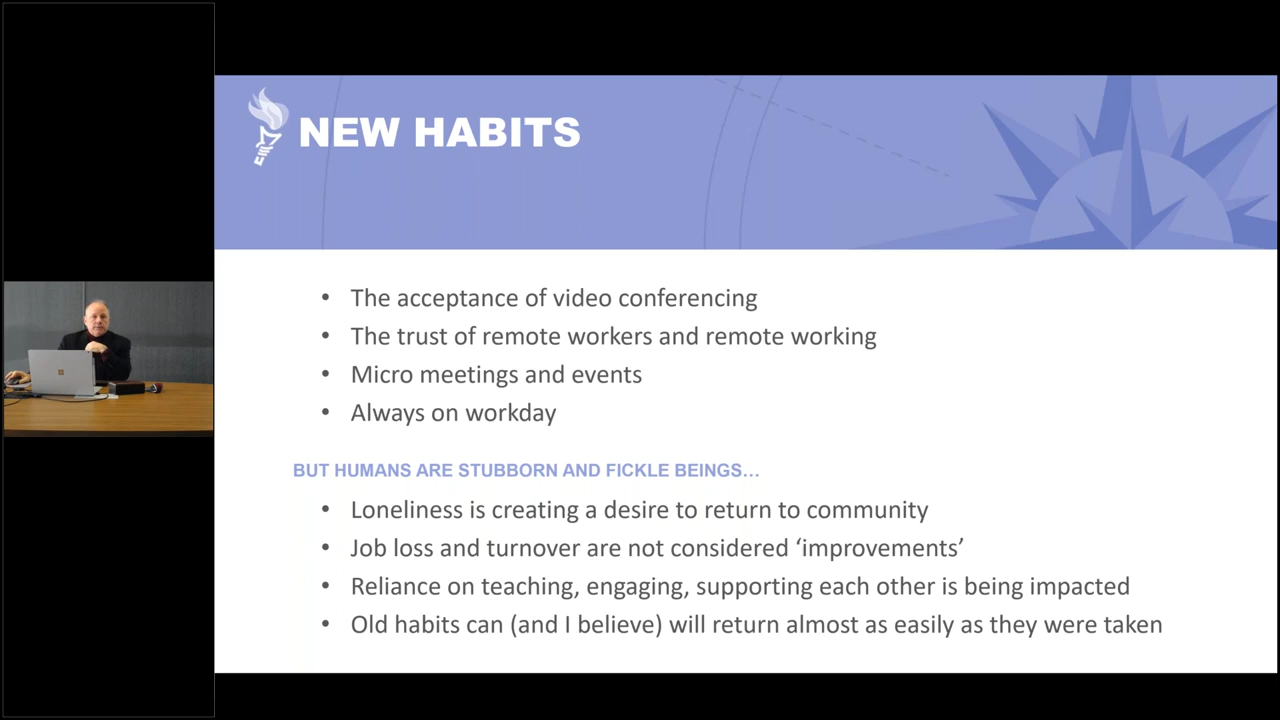 NEW HABITS
• The acceptance of video conferencing
• The trust of remote workers and remote working
• Micro meetings and events
• Always on workday
BUT HUMANS ARE STUBBORN AND FICKLE BEINGS…
• Loneliness is creating a desire to return to community
• Job loss and turnover are not considered ‘improvements’
• Reliance on teaching, engaging, supporting each other is being impacted
• Old habits can (and I believe) will return almost as easily as they were taken